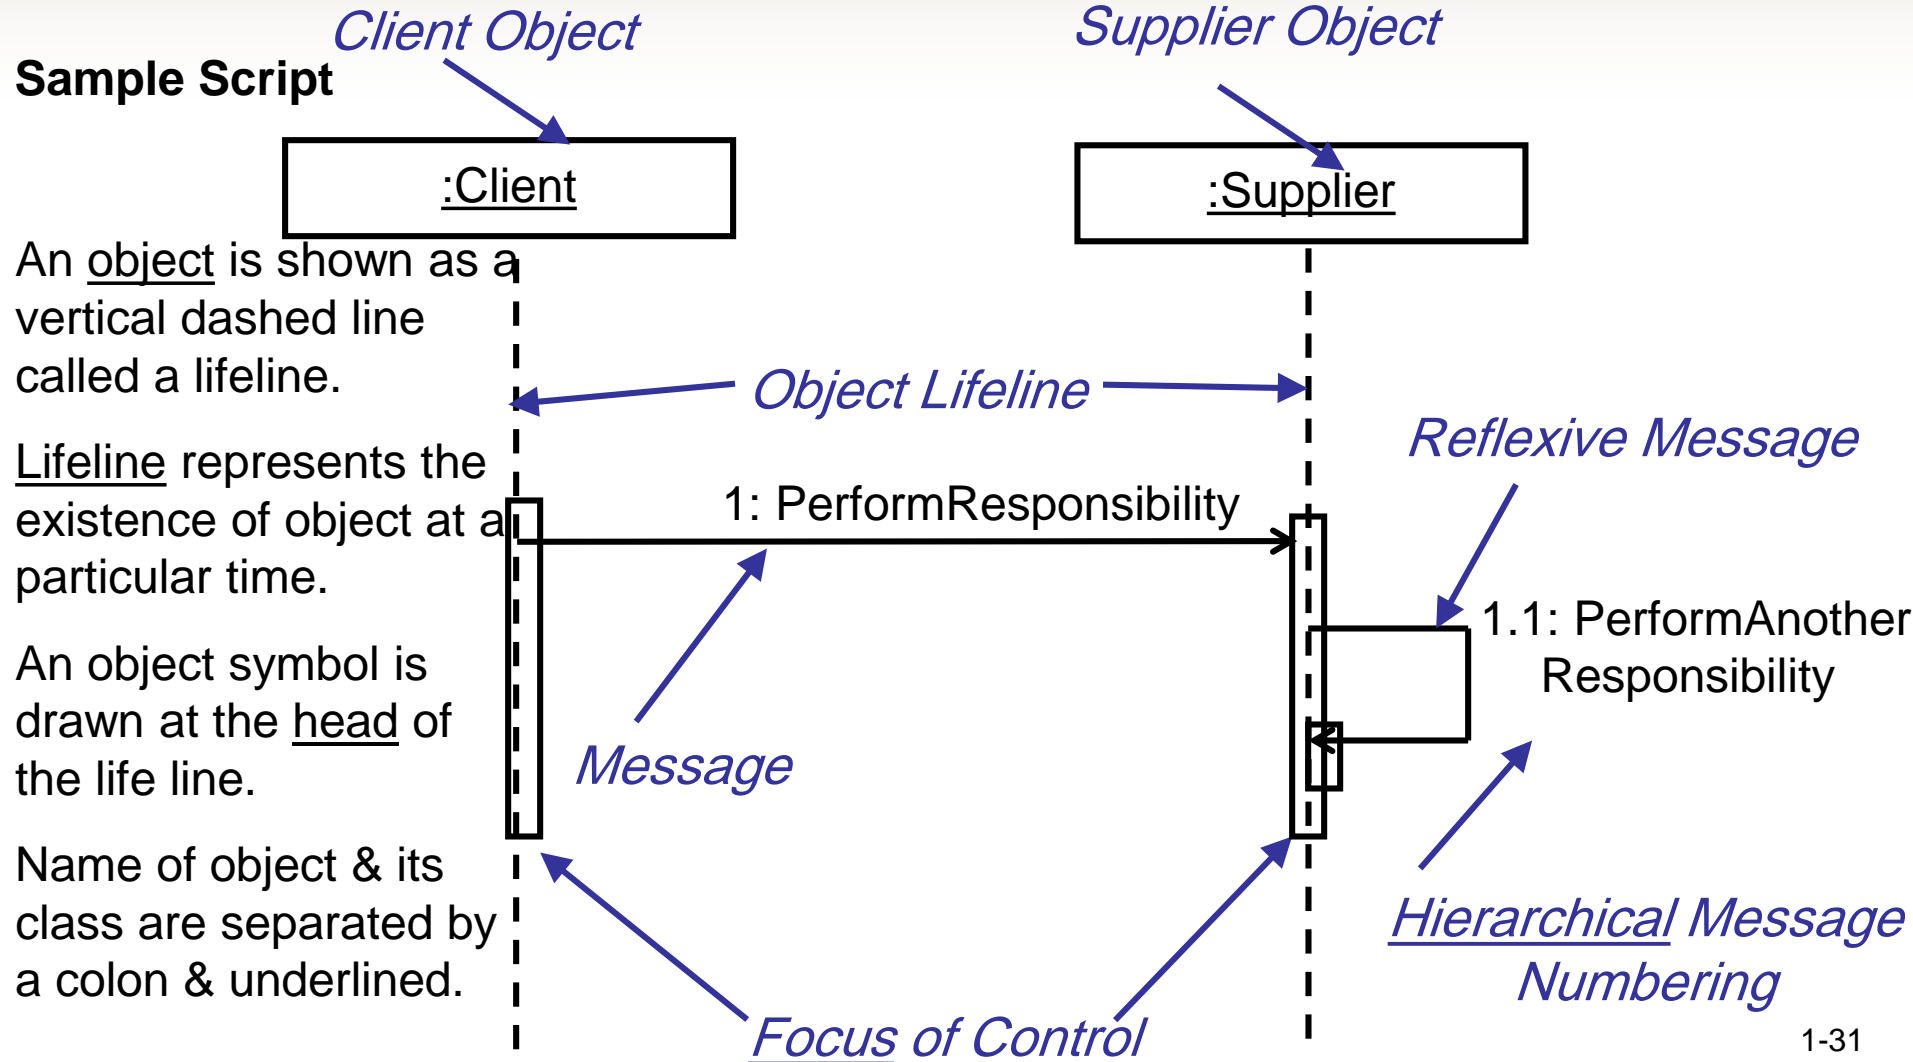 Client Object
Supplier Object
Sample Script
:Client
:Supplier
An object is shown as a
vertical dashed line
called a lifeline.
Object Lifeline
Reflexive Message
Lifeline represents the
existence of object at a
particular time.
1: PerformResponsibility
1.1: PerformAnother
Responsibility
An object symbol is
drawn at the head of
the life line.
Message
Name of object & its
class are separated by
a colon & underlined.
Hierarchical Message
Numbering
Focus of Control
1-31